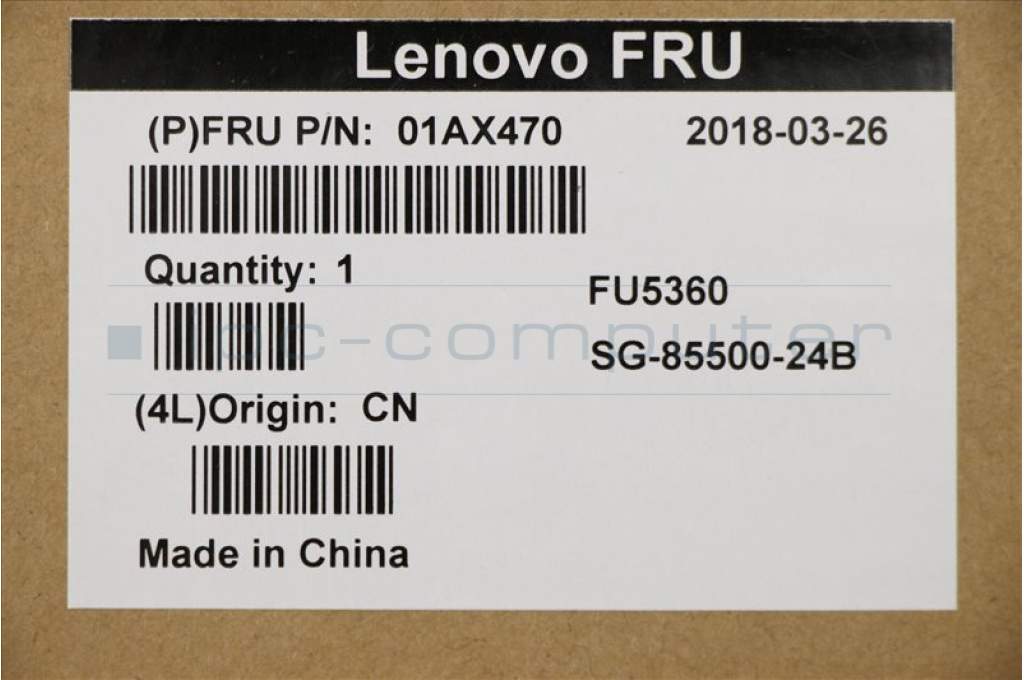 Lenovo FRU
(P)FRU P/N: 01AX470 2018-03-26
Quantity: 1
FU5360
ipc-computer
SG-85500-24B
(4L)Origin: CN
Made in China